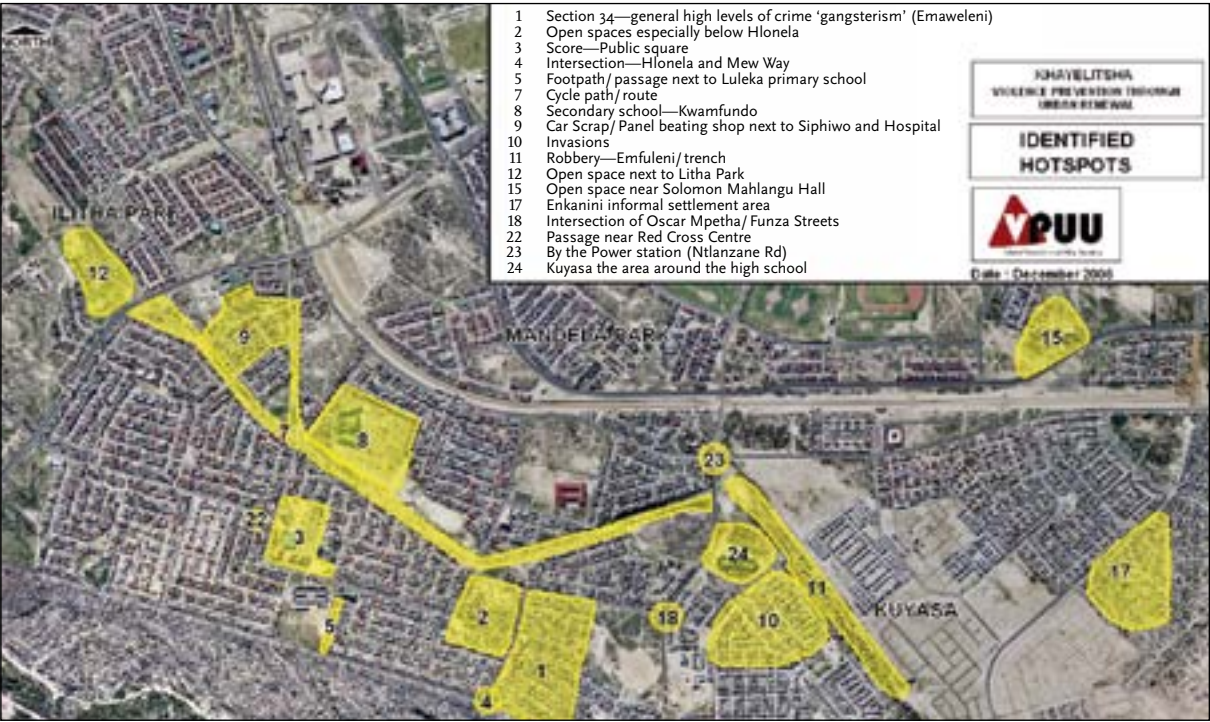 1 Section 34—general high levels of crime ‘gangsterism’ (Emaweleni)
2 Open spaces especially below Hlonela
3 Score—Public square
4 Intersection—Hlonela and Mew Way
5 Footpath/passage next to Luleka primary school
7 Cycle path/route
8 Secondary school—Kwamfundo
9 Car Scrap/Panel beating shop next to Siphiwo and Hospital
10 Invasions
11 Robbery—Emfuleni/trench
12 Open space next to Litha Park
15 Open space near Solomon Mahlangu Hall
17 Enkanini informal settlement area
18 Intersection of Oscar Mpetha/Funza Streets
22 Passage near Red Cross Centre
23 By the Power station (Ntlanzane Rd)
24 Kuyasa the area around the high school
KHAYELITSHA
VIOLENCE PREVENTION THROUGH
URBAN RENEWAL
IDENTIFIED
HOTSPOTS
VPUU
Date : December 2006
NORTH
ILITHA PARK
12
9
MANDELA PARK
15
7
8
23
22
3
24
17
11
5
2
18
10
KUYASA
1
4